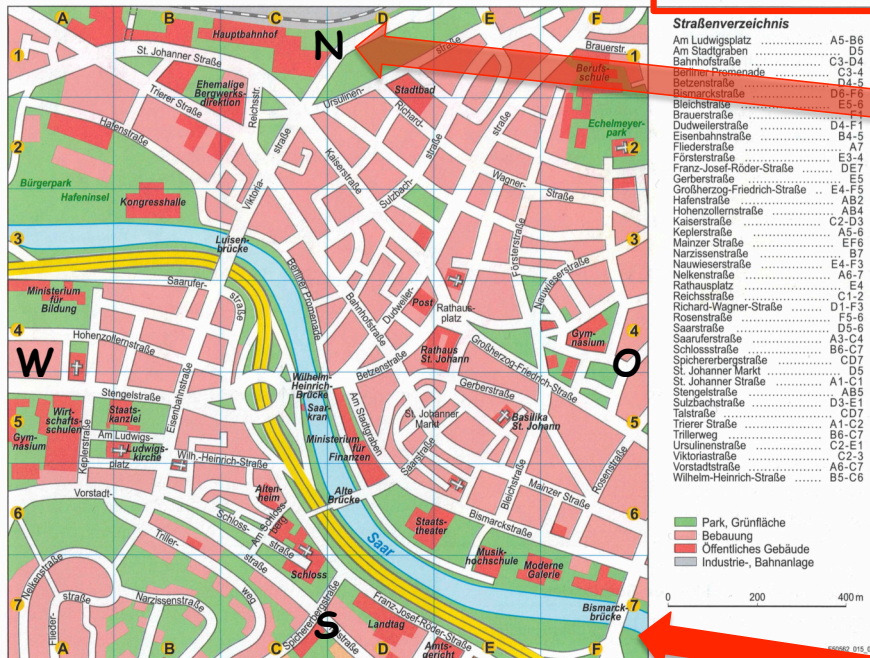 A
B
C
D
E
F
1
2
3
4
5
6
7
N
W
O
S
Hauptbahnhof
St. Johanner Straße
Ehemalige
Bergwerks-
direktion
Trierer Straße
Hafenstraße
Reichsstr.
Ursulinen-
straße
Stadtbad
Richard-
Wagner-
Straße
Brauerstr.
Berufs-
schule
Echelmeyer-
park
Kaiserstraße
Viktoria-
straße
Sulzbach-
straße
Bürgerpark
Hafeninsel
Kongresshalle
Luisen-
brücke
Berliner Promenade
Bahnhofstraße
Dudweiler-
straße
Försterstraße
Nauwieserstraße
Saarufer-
straße
Ministerium
für
Bildung
Hohenzollernstraße
Post
Rathaus-
platz
Rathaus
St. Johann
Großherzog-Friedrich-Straße
Gym-
nasium
Betzenstraße
Gerberstraße
Stengelstraße
Eisenbahnstraße
Wilhelm-
Heinrich-
Brücke
Saar-
kran
Am Stadtgraben
St. Johanner
Markt
Basilika
St. Johann
Wirt-
schafts-
schulen
Gym-
nasium
Keplerstraße
Staats-
kanzlei
Am Ludwigs-
platz
Ludwigs-
kirche
Wilh.-Heinrich-Straße
Ministerium
für
Finanzen
Saarstraße
Bleichstraße
Mainzer Straße
Rosenstraße
Vorstadt-
straße
Alten-
heim
Alte
Brücke
Schloss-
straße
Am Schloss-
berg
Staats-
theater
Bismarckstraße
Triller-
weg
Saar
Schloss
Musik-
hochschule
Moderne
Galerie
Nelkenstraße
Narzissenstraße
Flieder-
straße
Spichererbergstraße
Franz-Josef-Röder-Straße
Landtag
Amts-
gericht
Bismarck-
brücke
Straßenverzeichnis
Am Ludwigsplatz .............. A5-B6
Am Stadtgraben .............. D5
Bahnhofstraße .............. C3-D4
Berliner Promenade .............. C3-4
Betzenstraße .............. D4-5
Bismarckstraße .............. D6-F6
Bleichstraße .............. E5-6
Brauerstraße .............. F1
Dudweilerstraße .............. D4-F1
Eisenbahnstraße .............. B4-5
Fliederstraße .............. A7
Försterstraße .............. E3-4
Franz-Josef-Röder-Straße .............. DE7
Gerberstraße .............. E5
Großherzog-Friedrich-Straße .. E4-F5
Hafenstraße .............. AB2
Hohenzollernstraße .............. AB4
Kaiserstraße .............. C2-D3
Keplerstraße .............. A5-6
Mainzer Straße .............. EF6
Narzissenstraße .............. B7
Nauwieserstraße .............. E4-F3
Nelkenstraße .............. A6-7
Rathausplatz .............. E4
Reichsstraße .............. C1-2
Richard-Wagner-Straße .............. D1-F3
Rosenstraße .............. F5-6
Saarstraße .............. D5-6
Saaruferstraße .............. A3-C4
Schlossstraße .............. B6-C7
Spichererbergstraße .............. CD7
St. Johanner Markt .............. D5
St. Johanner Straße .............. A1-C1
Stengelstraße .............. AB5
Sulzbachstraße .............. D3-E1
Talstraße .............. CD7
Trierer Straße .............. A1-C2
Trillerweg .............. B6-C7
Ursulinenstraße .............. C2-E1
Viktoriastraße .............. C2-3
Vorstadtstraße .............. A6-C7
Wilhelm-Heinrich-Straße .............. B5-C6
Park, Grünfläche
Bebauung
Öffentliches Gebäude
Industrie-, Bahnanlage
0 200 400 m